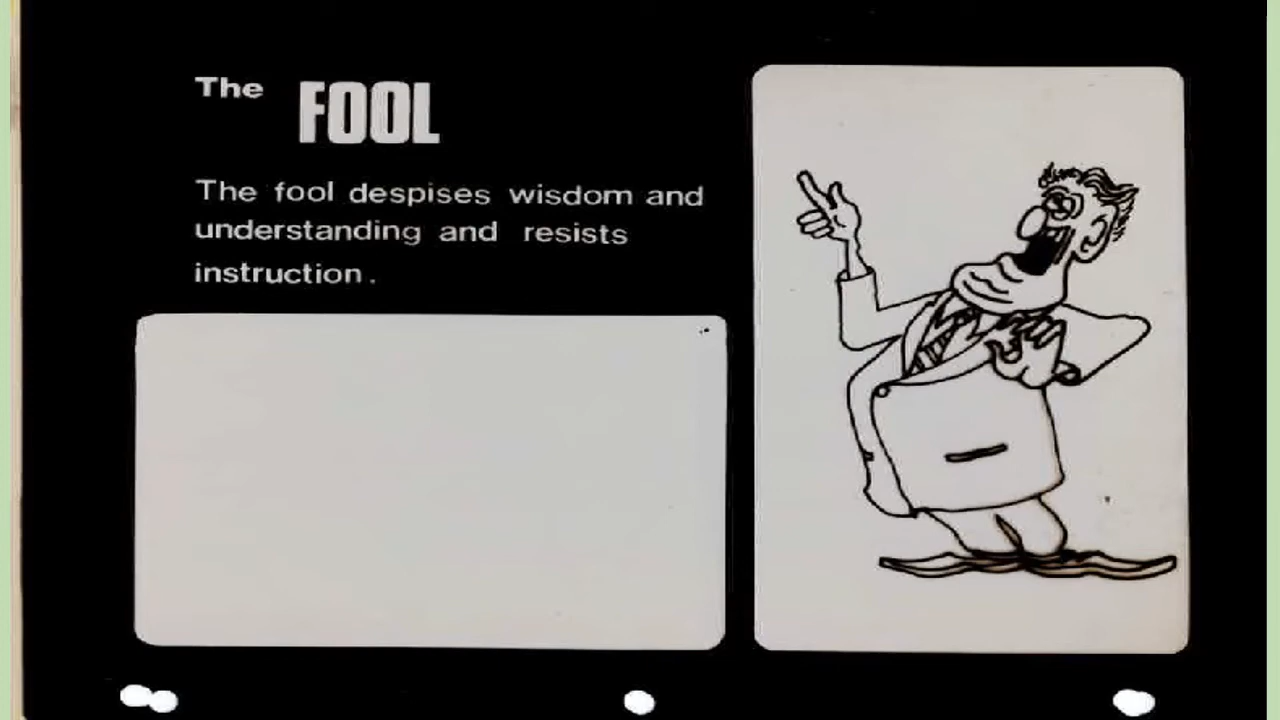 The FOOL
The fool despises wisdom and
understanding and resists
instruction.